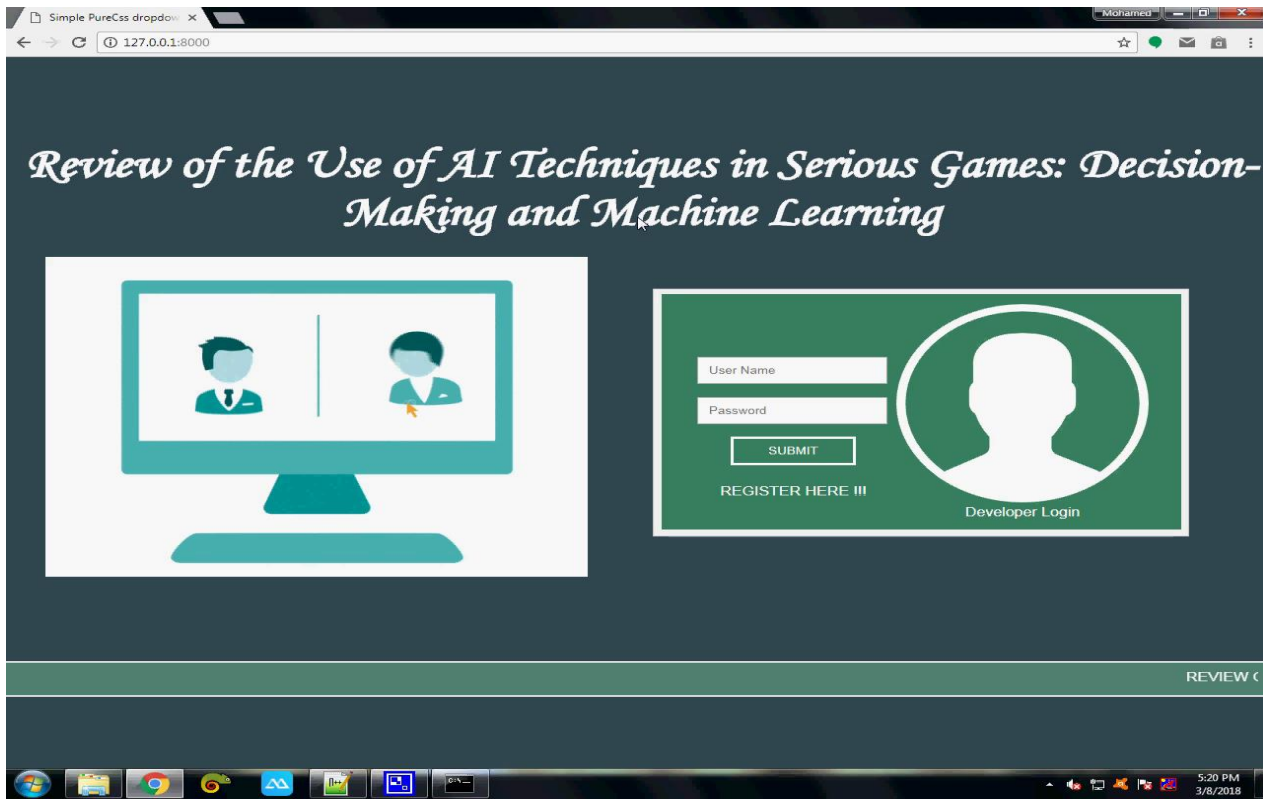 Simple PureCss dropdow
Mohamed
127.0.0.1:8000
Review of the Use of AI Techniques in Serious Games: Decision-
Making and Machine Learning
User Name
Password
SUBMIT
REGISTER HERE !!!
Developer Login
REVIEW
5:20 PM
3/8/2018